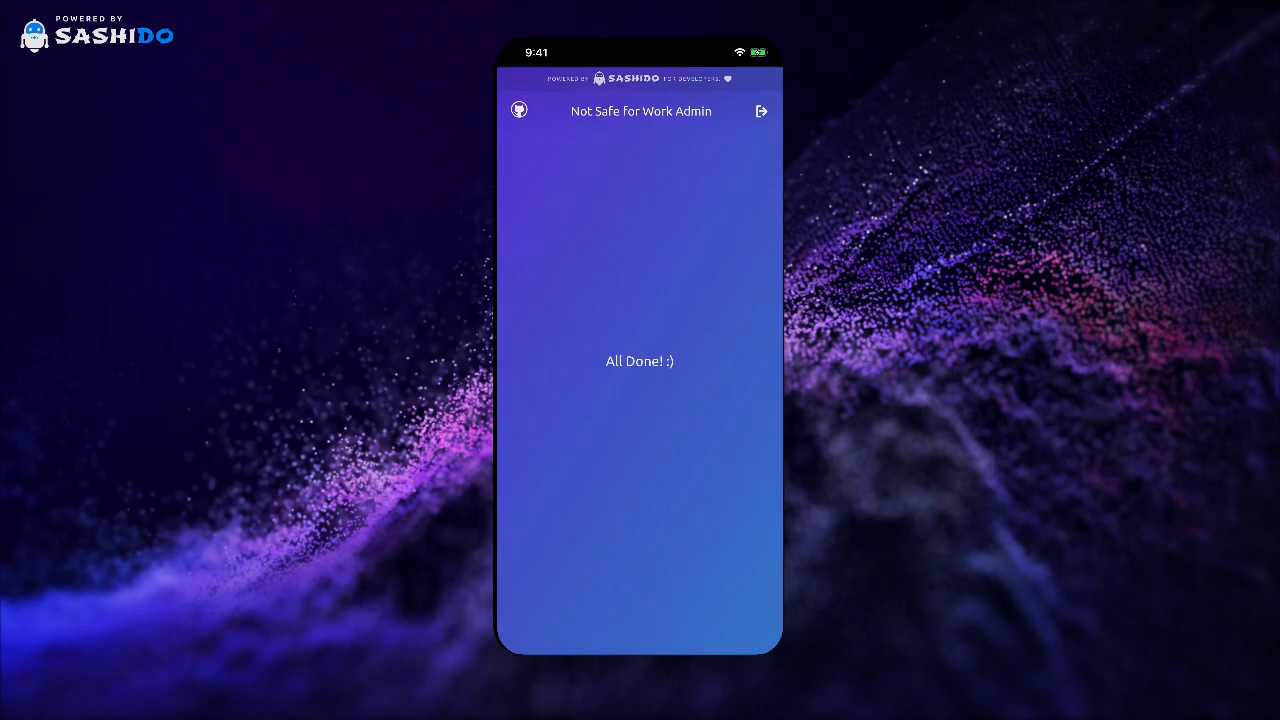 POWERED BY
SASHIDO
9:41
POWERED BY SASHIDO FOR DEVELOPERS.
Not Safe for Work Admin
All Done! :)